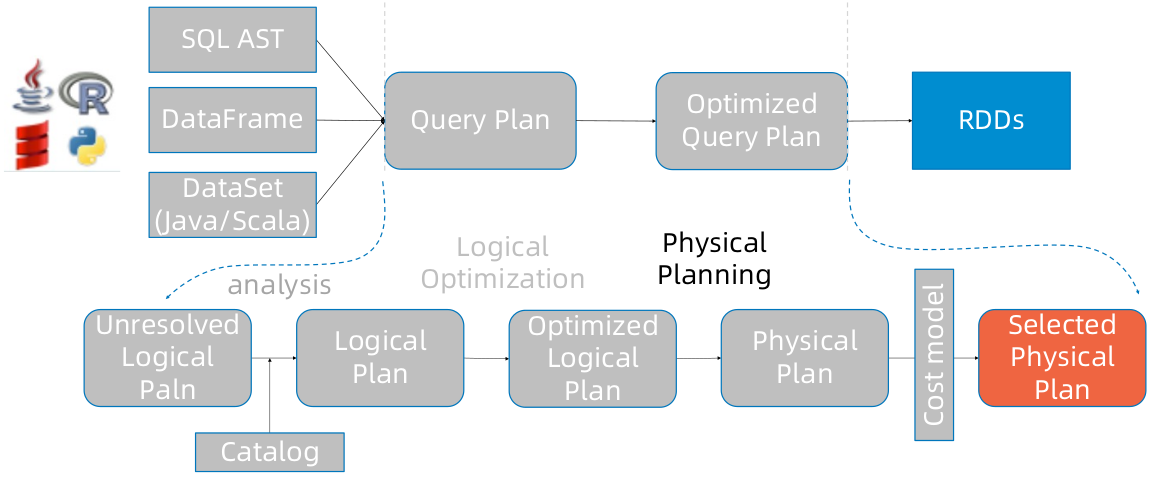 SQL AST
DataFrame
DataSet
(Java/Scala)
Query Plan
Optimized
Query Plan
RDDs
analysis
Logical
Optimization
Physical
Planning
Unresolved
Logical
Paln
Logical
Plan
Optimized
Logical
Plan
Physical
Plan
Cost model
Selected
Physical
Plan
Catalog